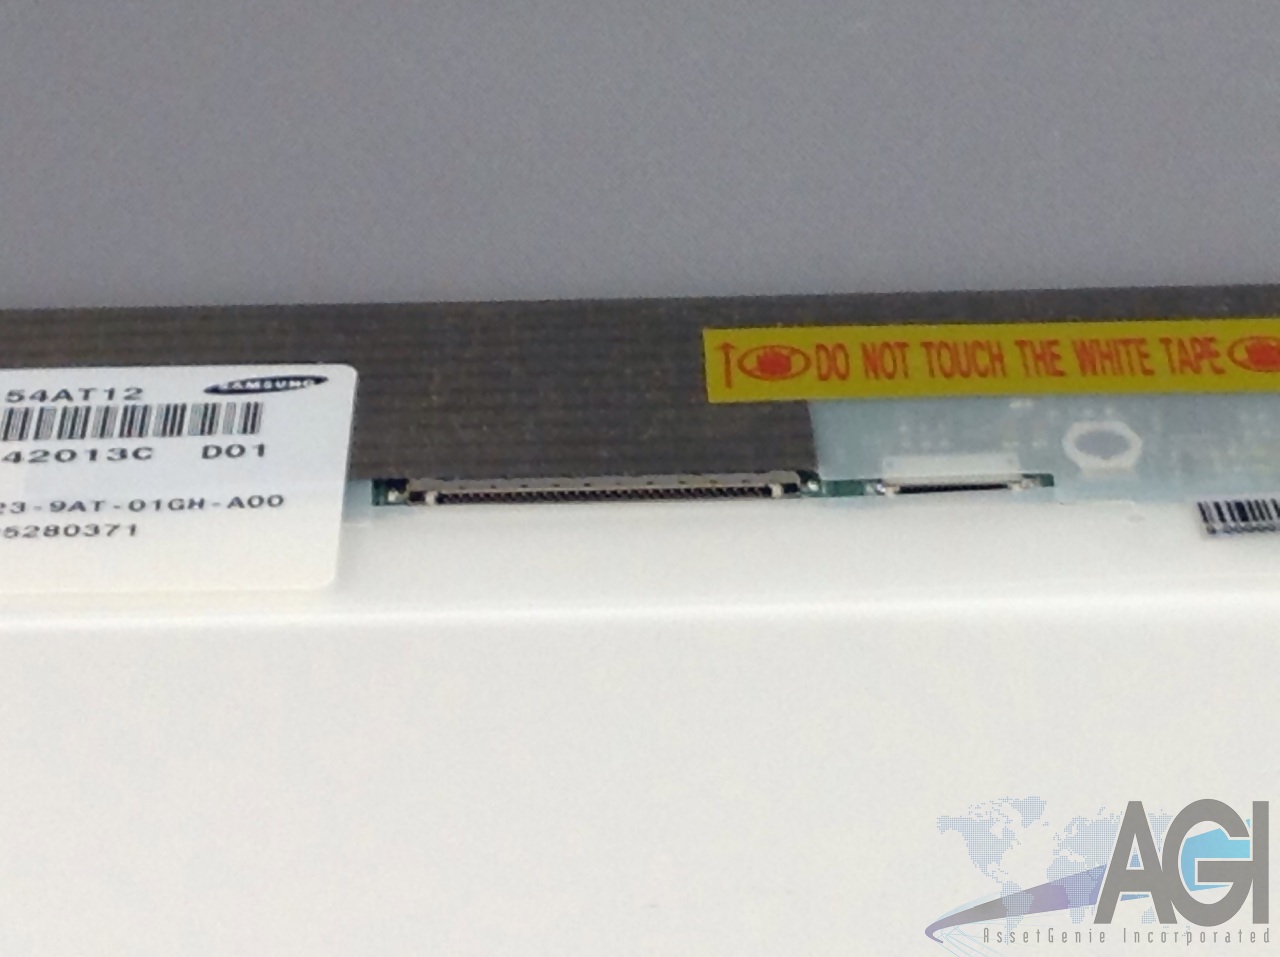 54AT12 SAMSUNG
42013C D01
23-9AT-01GH-A00
5280371
DO NOT TOUCH THE WHITE TAPE
AGI
AssetGenie Incorporated